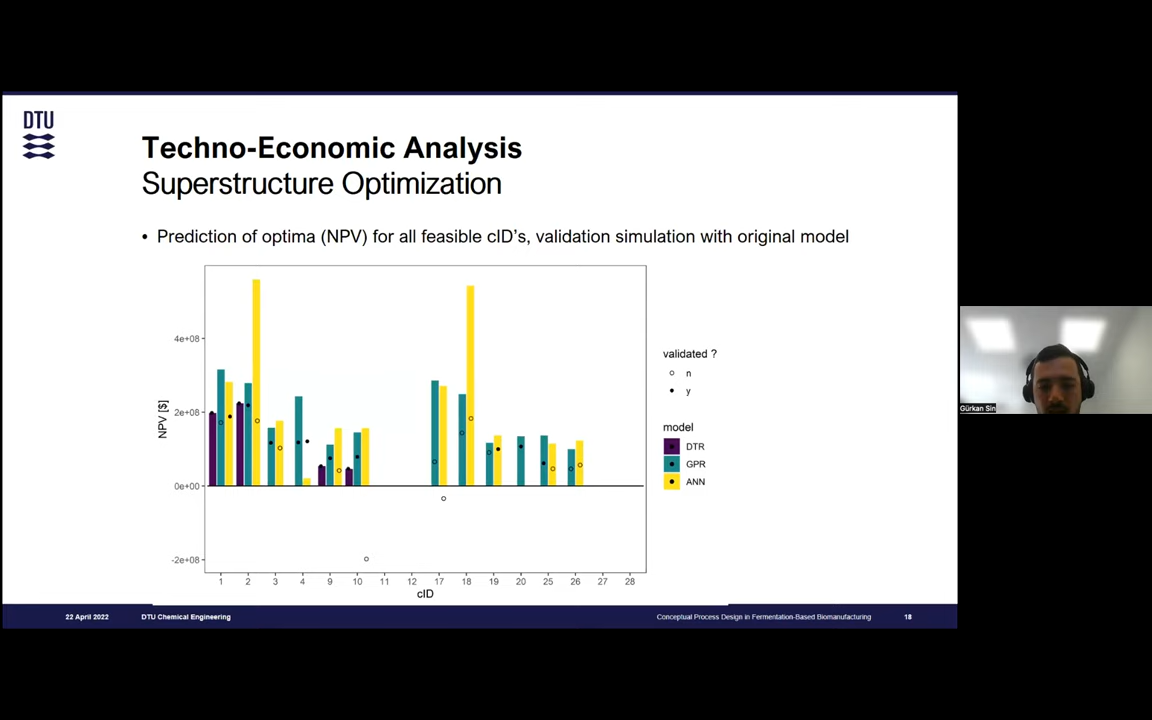 DTU
Techno-Economic Analysis
Superstructure Optimization
• Prediction of optima (NPV) for all feasible cID's, validation simulation with original model
NPV [$]
4e+08
2e+08
0e+00
-2e+08
1 2 3 4 9 10 11 12 17 18 19 20 25 26 27 28
cID
validated ?
n
y
model
DTR
GPR
ANN
Gürkan Sin
22 April 2022 DTU Chemical Engineering Conceptual Process Design in Fermentation-Based Biomanufacturing 18